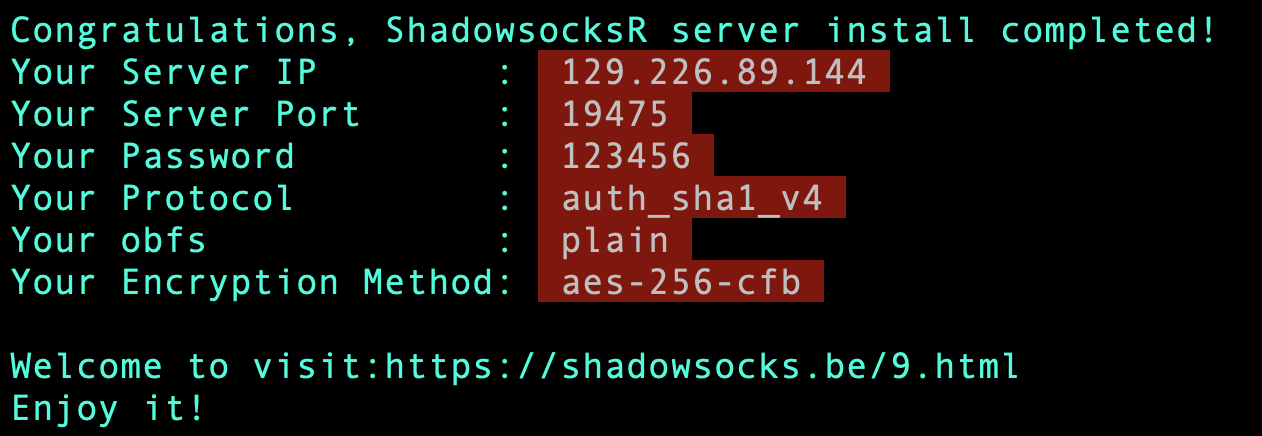 Congratulations, ShadowsocksR server install completed!
Your Server IP        :  129.226.89.144
Your Server Port      :  19475
Your Password         :  123456
Your Protocol         :  auth_sha1_v4
Your obfs             :  plain
Your Encryption Method:  aes-256-cfb
Welcome to visit:https://shadowsocks.be/9.html
Enjoy it!